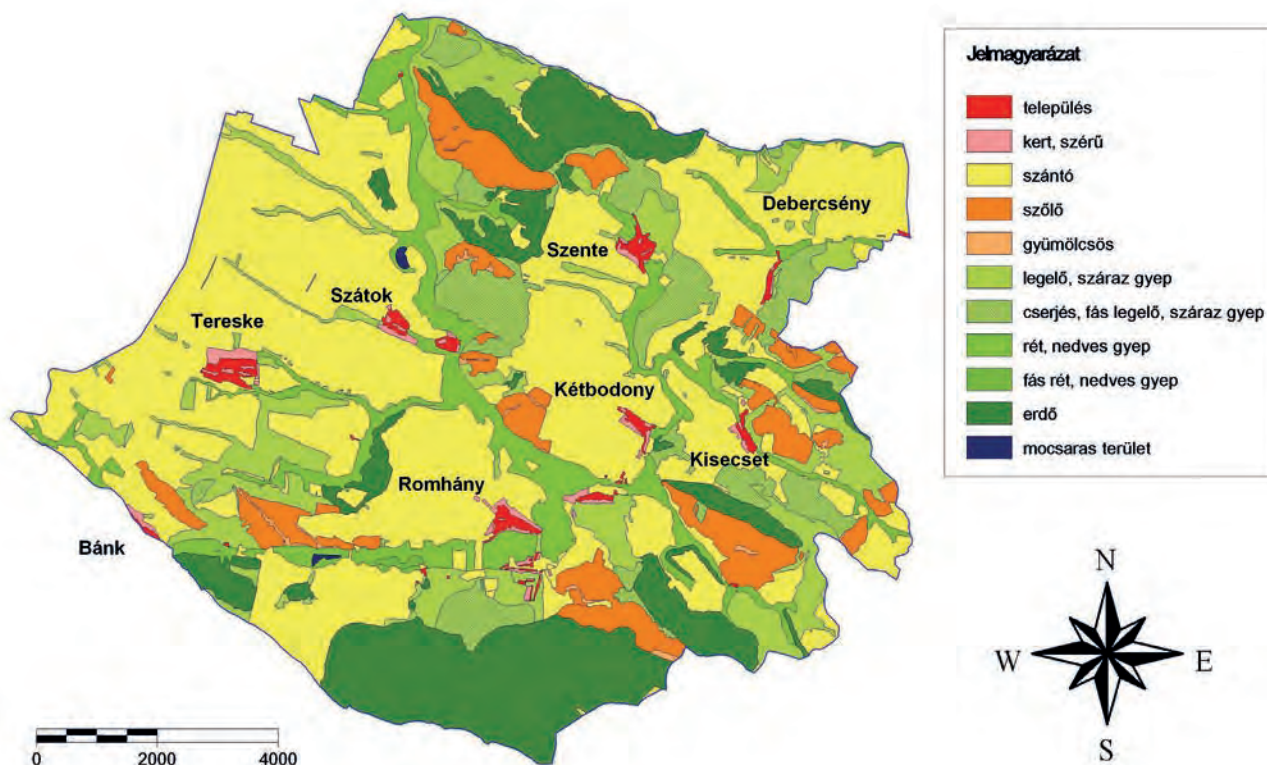 Jelmagyarázat
település
kert, szérű
szántó
szőlő
gyümölcsös
legelő, száraz gyep
cserjés, fás legelő, száraz gyep
rét, nedves gyep
fás rét, nedves gyep
erdő
mocsaras terület
Debercsény
Szente
Szátok
Tereske
Kétbodony
Kisecset
Romhány
Bánk
N
W
E
S
0
2000
4000